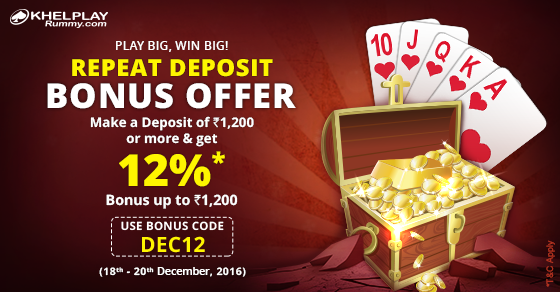 KHELPLAY
Rummy.com
PLAY BIG, WIN BIG!
REPEAT DEPOSIT
BONUS OFFER
Make a Deposit of ₹1,200
or more & get
12%*
Bonus up to ₹1,200
USE BONUS CODE
DEC12
(18th - 20th December, 2016)
10 J Q K A
*T&C Apply